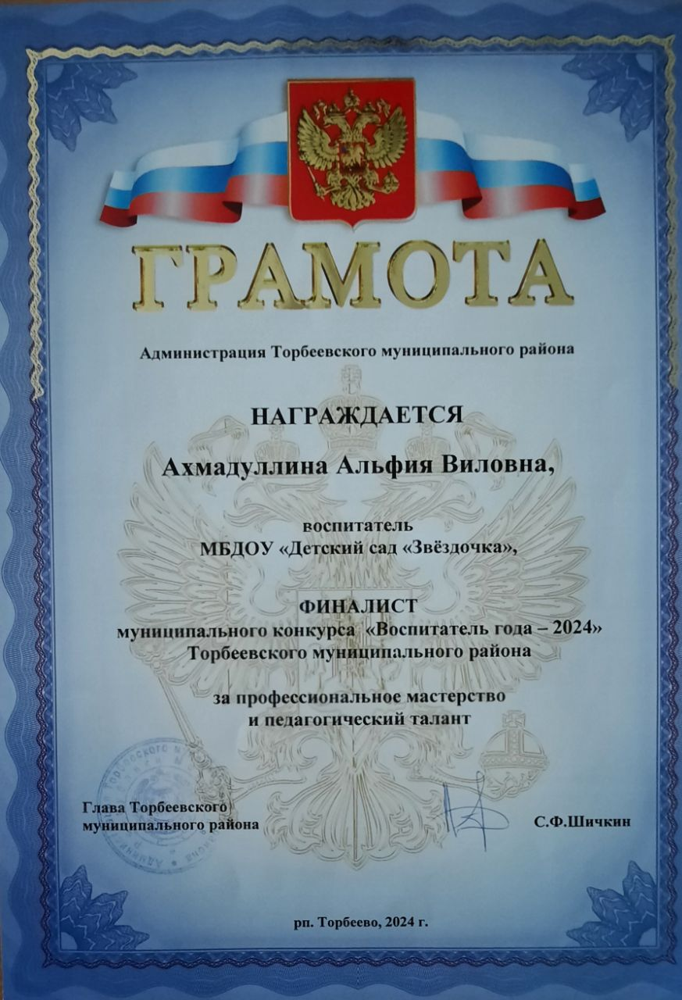 ГРАМОТА
Администрация Торбеевского муниципального района
НАГРАЖДАЕТСЯ
Ахмадуллина Альфия Виловна,
воспитатель
МБДОУ «Детский сад «Звёздочка»,
ФИНАЛИСТ
муниципального конкурса «Воспитатель года – 2024»
Торбеевского муниципального района
за профессиональное мастерство
и педагогический талант
Глава Торбеевского
муниципального района
С.Ф.Шичкин
рп. Торбеево, 2024 г.